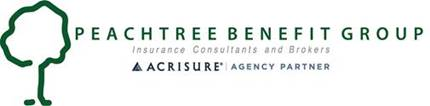 PEACHTREE BENEFIT GROUP
Insurance Consultants and Brokers
ACRISURE® | AGENCY PARTNER